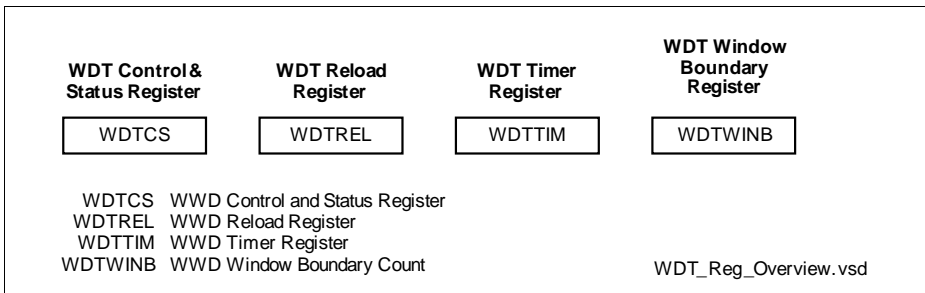 WDT Control & Status Register
WDT Reload Register
WDT Timer Register
WDT Window Boundary Register
WDTCS
WDTREL
WDTTIM
WDTWINB
WDTCS WWD Control and Status Register
WDTREL WWD Reload Register
WDTTIM WWD Timer Register
WDTWINB WWD Window Boundary Count
WDT_Reg_Overview.vsd